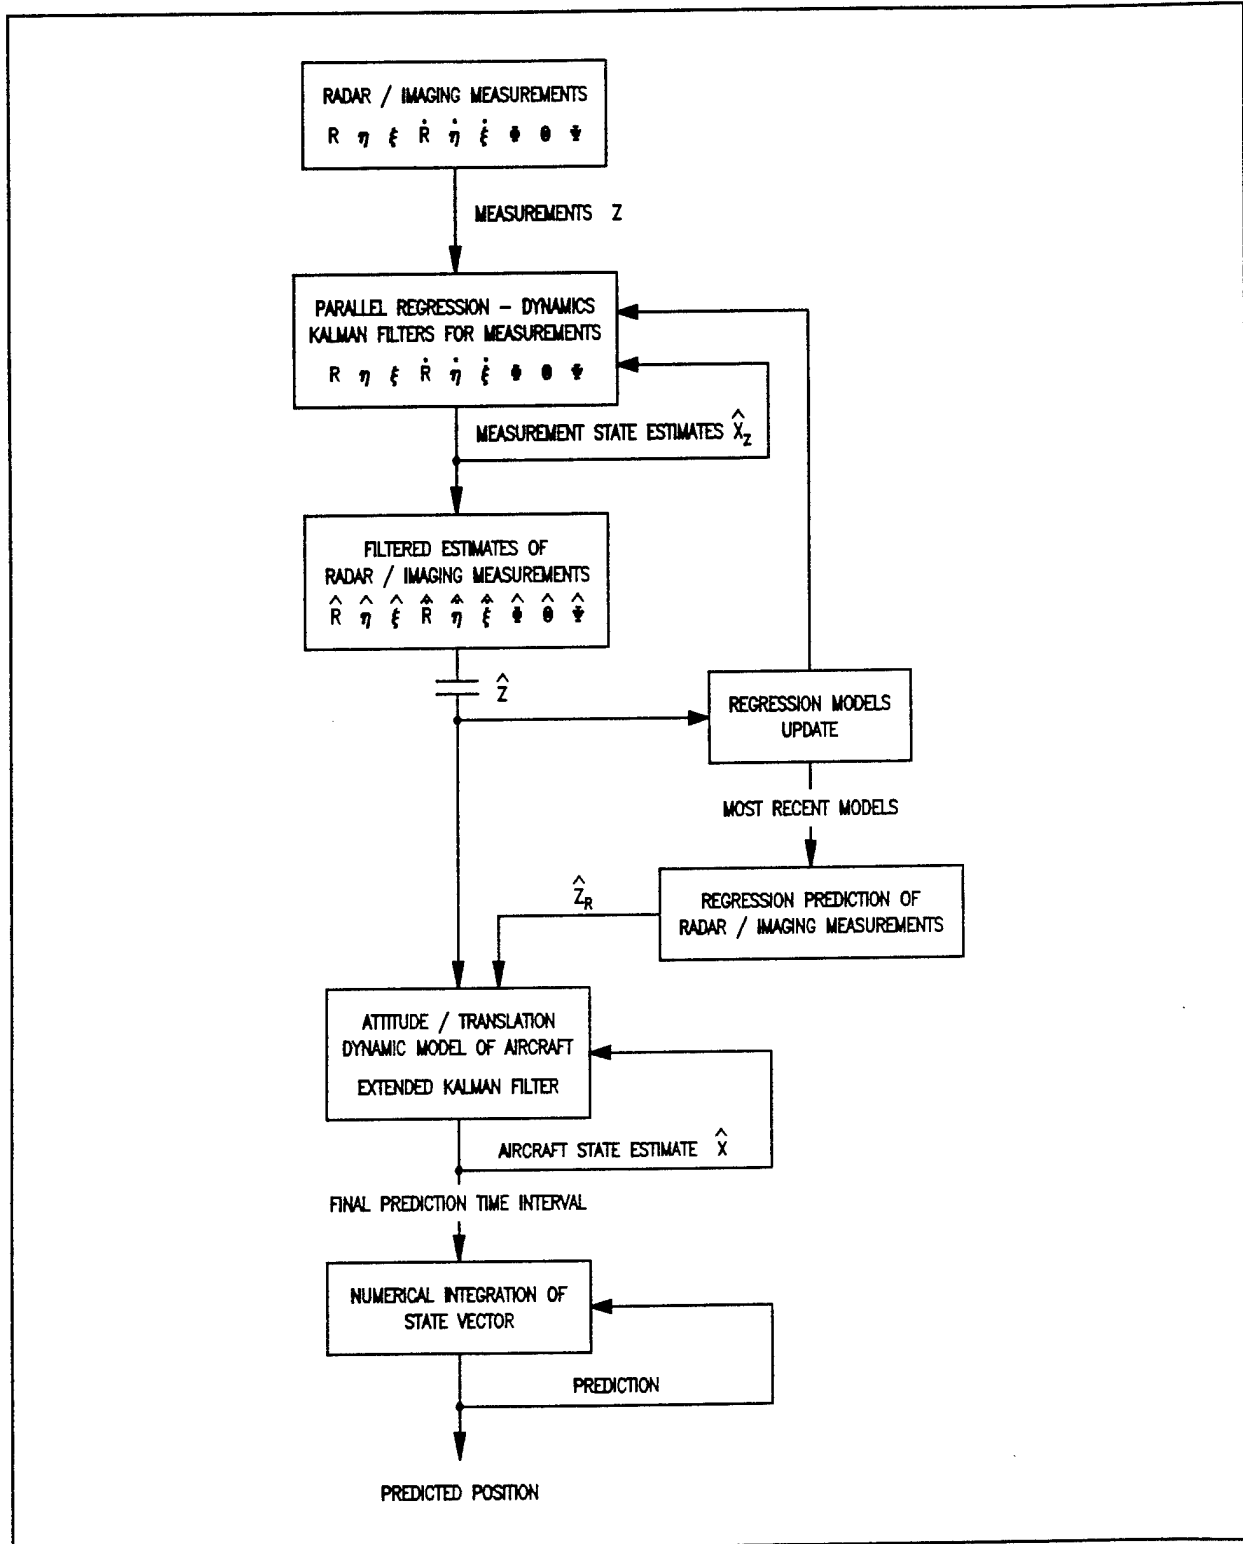 RADAR / IMAGING MEASUREMENTS
R η ξ Ṙ η̇ ξ̇ Φ Θ Ψ
MEASUREMENTS Z
PARALLEL REGRESSION – DYNAMICS
KALMAN FILTERS FOR MEASUREMENTS
R η ξ Ṙ η̇ ξ̇ Φ Θ Ψ
MEASUREMENT STATE ESTIMATES X̂_Z
FILTERED ESTIMATES OF
RADAR / IMAGING MEASUREMENTS
R̂ η̂ ξ̂ Ṙ̂ η̇̂ ξ̇̂ Φ̂ Θ̂ Ψ̂
Ẑ
REGRESSION MODELS
UPDATE
MOST RECENT MODELS
Ẑ_R
REGRESSION PREDICTION OF
RADAR / IMAGING MEASUREMENTS
ATTITUDE / TRANSLATION
DYNAMIC MODEL OF AIRCRAFT
EXTENDED KALMAN FILTER
AIRCRAFT STATE ESTIMATE X̂
FINAL PREDICTION TIME INTERVAL
NUMERICAL INTEGRATION OF
STATE VECTOR
PREDICTION
PREDICTED POSITION